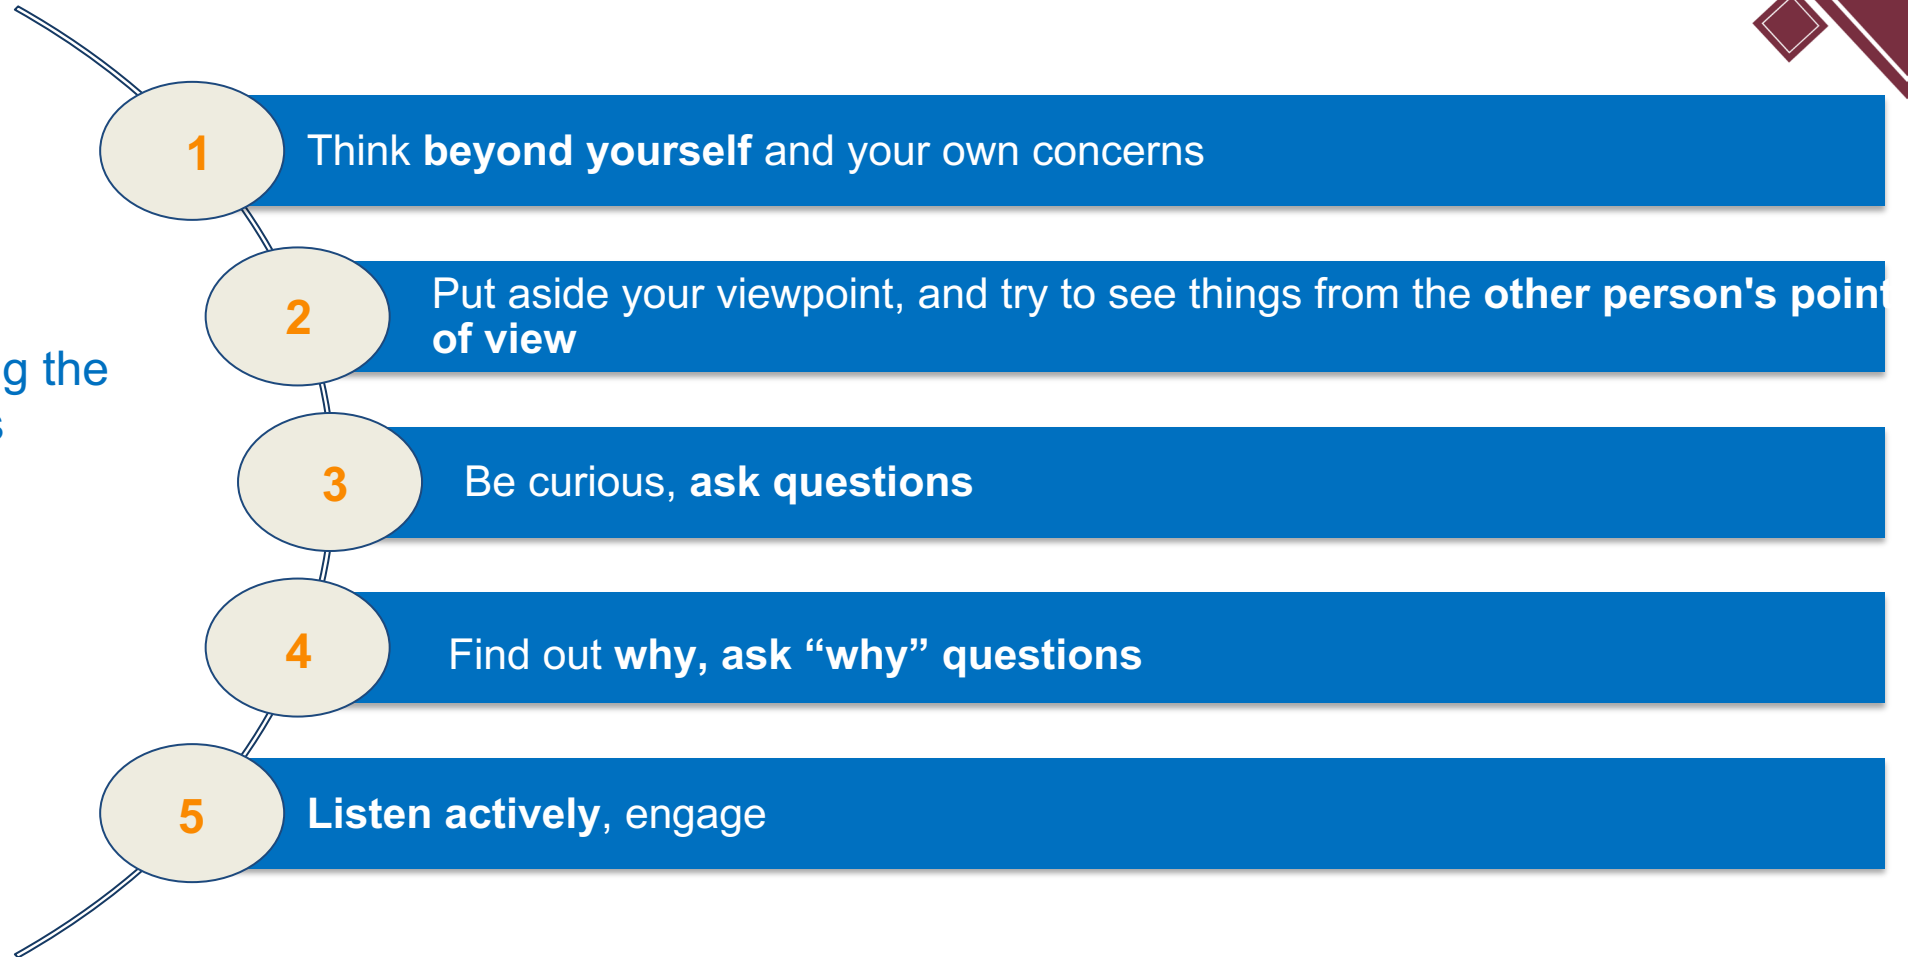 1
Think beyond yourself and your own concerns
2
Put aside your viewpoint, and try to see things from the other person's point
of view
g the
s
3
Be curious, ask questions
4
Find out why, ask “why” questions
5
Listen actively, engage